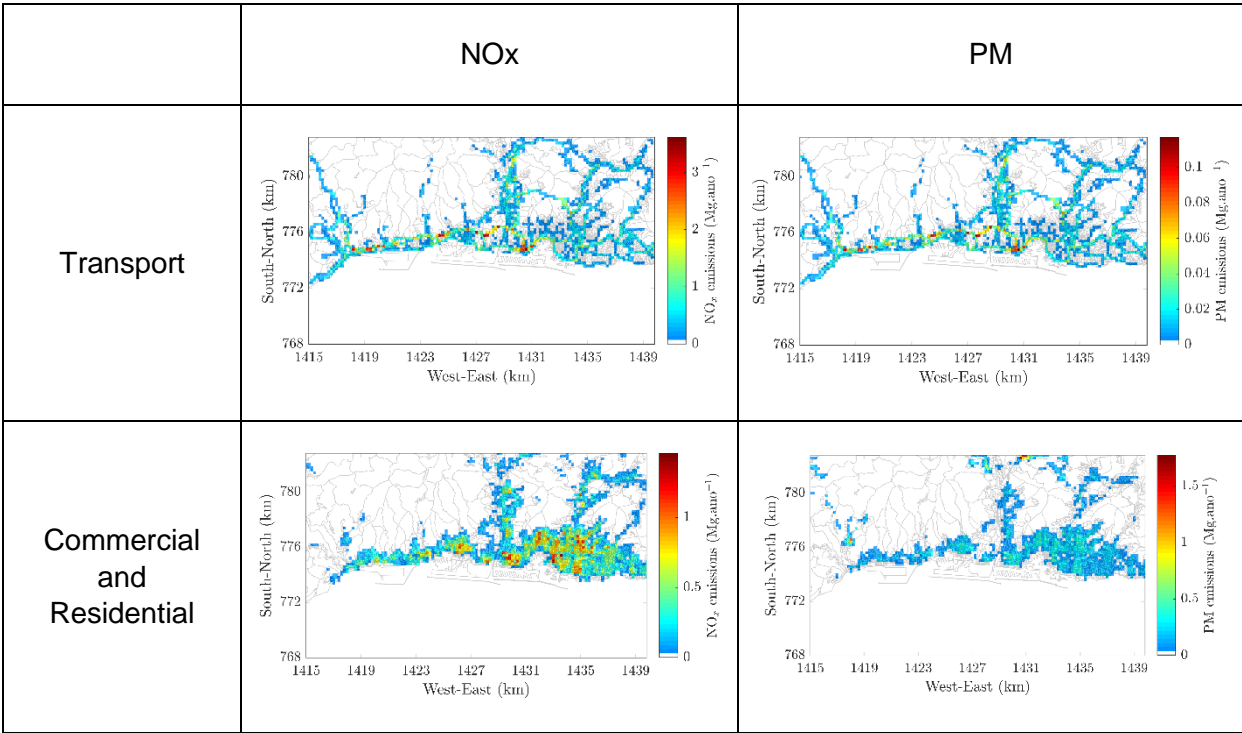 NOx
PM
Transport
780
776
772
768
1415 1419 1423 1427 1431 1435 1439
South-North (km)
West-East (km)
3
2
1
0
NOₓ emissions (Mg.ano⁻¹)
780
776
772
768
1415 1419 1423 1427 1431 1435 1439
South-North (km)
West-East (km)
0.1
0.08
0.06
0.04
0.02
0
PM emissions (Mg.ano⁻¹)
Commercial
and
Residential
780
776
772
768
1415 1419 1423 1427 1431 1435 1439
South-North (km)
West-East (km)
1
0.5
0
NOₓ emissions (Mg.ano⁻¹)
780
776
772
768
1415 1419 1423 1427 1431 1435 1439
South-North (km)
West-East (km)
1.5
1
0.5
0
PM emissions (Mg.ano⁻¹)